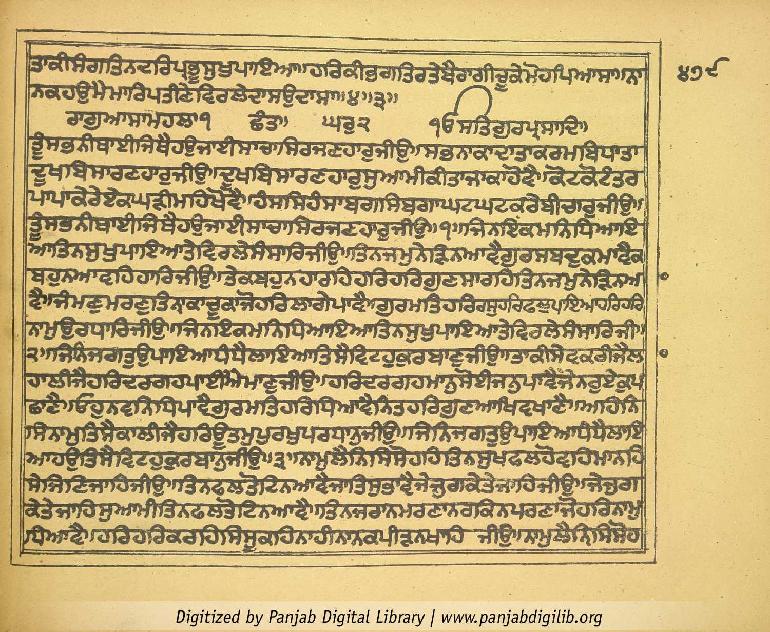 ਤਾਕੀਸੰਗਤਿਨਦਰਿਪ੍ਰਭੂਸੁਖੁਪਾਇਆ॥ਹਰਿਕੀਭਗਤਿਰਤੇਬੈਰਾਗੀਚੂਕੇਮੋਹਪਿਆਸਾ॥ਨਾ
ਨਕਹਉਮੈਮਾਰਿਪਤੀਣੇਵਿਰਲੇਦਾਸਉਦਾਸਾ॥੪॥੩॥
੪੭੯
ਰਾਗੁਆਸਾਮਹਲਾ੧ ਛੰਤ॥ ਘਰੁ੨ ੧ਓਸਤਿਗੁਰਪ੍ਰਸਾਦਿ॥
ਤੂੰਸਭਨੀਥਾਈਜਿਥੈਹਉਜਾਈਸਾਚਾਸਿਰਜਣਹਾਰੁਜੀਉ॥ਸਭਨਾਕਾਦਾਤਾਕਰਮਬਿਧਾਤਾ
ਦੂਖਬਿਸਾਰਣਹਾਰੁਜੀਉ॥ਦੂਖਬਿਸਾਰਣਹਾਰੁਸੁਆਮੀਕੀਤਾਜਾਕਾਹੋਵੈ॥ਕੋਟਕੋਟੰਤਰ
ਪਾਪਾਕੇਰੇਏਕਘੜੀਮਹਿਖੋਵੈ॥ਹੰਸਸਿਹੰਸਾਬਗਸਿਬਗਾਘਟਘਟਕਰੇਬੀਚਾਰੁਜੀਉ॥
ਤੂੰਸਭਨੀਥਾਈਜਿਥੈਹਉਜਾਈਸਾਚਾਸਿਰਜਣਹਾਰੁਜੀਉ॥੧॥ਜਿਨਇਕਮਨਿਧਿਆਇ
ਆਤਿਨਸੁਖੁਪਾਇਆਤੇਵਿਰਲੇਸੰਸਾਰਿਜੀਉ॥ਤਿਨਜਮੁਨੇੜਿਨਆਵੈਗੁਰਸਬਦੁਕਮਾਵੈਕ
ਬਹੁਨਆਵਹਿਹਾਰਿਜੀਉ॥ਤੇਕਬਹੁਨਹਾਰਹਿਹਰਿਹਰਿਗੁਣਸਾਰਹਿਤਿਨਜਮੁਨੇੜਿਨਆ
ਵੈ॥ਜੰਮਣੁਮਰਣੁਤਿਨਾਕਾਚੂਕਾਜੋਹਰਿਲਾਗੇਪਾਵੈ॥ਗੁਰਮਤਿਹਰਿਰਸੁਹਰਿਫਲੁਪਾਇਆਹਰਿਹਰਿ
ਨਾਮੁਉਰਧਾਰਿਜੀਉ॥ਜਿਨਇਕਮਨਿਧਿਆਇਆਤਿਨਸੁਖੁਪਾਇਆਤੇਵਿਰਲੇਸੰਸਾਰਿਜੀ॥
੨॥ਜਿਨਿਜਗਤੁਉਪਾਇਆਧੰਧੈਲਾਇਆਤਿਸੈਵਿਟਹੁਕੁਰਬਾਣੁਜੀਉ॥ਤਾਕੀਸੇਵਕਰੀਜੈਲ
ਹਾਲੀਜੈਹਰਿਦਰਗਹਪਾਈਐਮਾਣੁਜੀਉ॥ਹਰਿਦਰਗਹਮਾਨੁਸੋਈਜਨੁਪਾਵੈਜੋਨਰੁਏਕੁਪ
ਛਾਣੈ॥ਓਹੁਨਵਨਿਧਿਪਾਵੈਗੁਰਮਤਿਹਰਿਧਿਆਵੈਨਿਤਹਰਿਗੁਣਆਖਿਵਖਾਣੈ॥ਅਹਿਨਿ
ਸਿਨਾਮੁਤਿਸੈਕਾਲੀਜੈਹਰਿਊਤਮੁਪੁਰਖੁਪਰਧਾਨੁਜੀਉ॥ਜਿਨਿਜਗਤੁਉਪਾਇਆਧੰਧੈਲਾਇ
ਆਹਉਤਿਸੈਵਿਟਹੁਕੁਰਬਾਨੁਜੀਉ॥੩॥ਨਾਮੁਲੈਨਿਸਿਸੋਹਹਿਤਿਨਸੁਖਫਲਹੋਵਹਿਮਾਨਹਿ
ਸੇਜਿਣਿਜਾਹਿਜੀਉ॥ਤਿਨਫਲਤੋਟਿਨਆਵੈਜਾਤਿਸੁਭਾਵੈਜੇਜੁਗਕੇਤੇਜਾਹਿਜੀਉ॥ਜੇਜੁਗ
ਕੇਤੇਜਾਹਿਸੁਆਮੀਤਿਨਫਲਤੋਟਿਨਆਵੈ॥ਤਿਨਜਰਾਨਮਰਣਾਨਰਕਿਨਪਰਣਾਜੋਹਰਿਨਾਮੁ
ਧਿਆਵੈ॥ਹਰਿਹਰਿਕਰਹਿਸਿਸੂਕਹਿਨਾਹੀਨਾਨਕਪੀੜਨਖਾਹਿ ਜੀਉ॥ਨਾਮੁਲੈਨਿਸਿਸੋਹ
Digitized by Panjab Digital Library | www.panjabdigilib.org